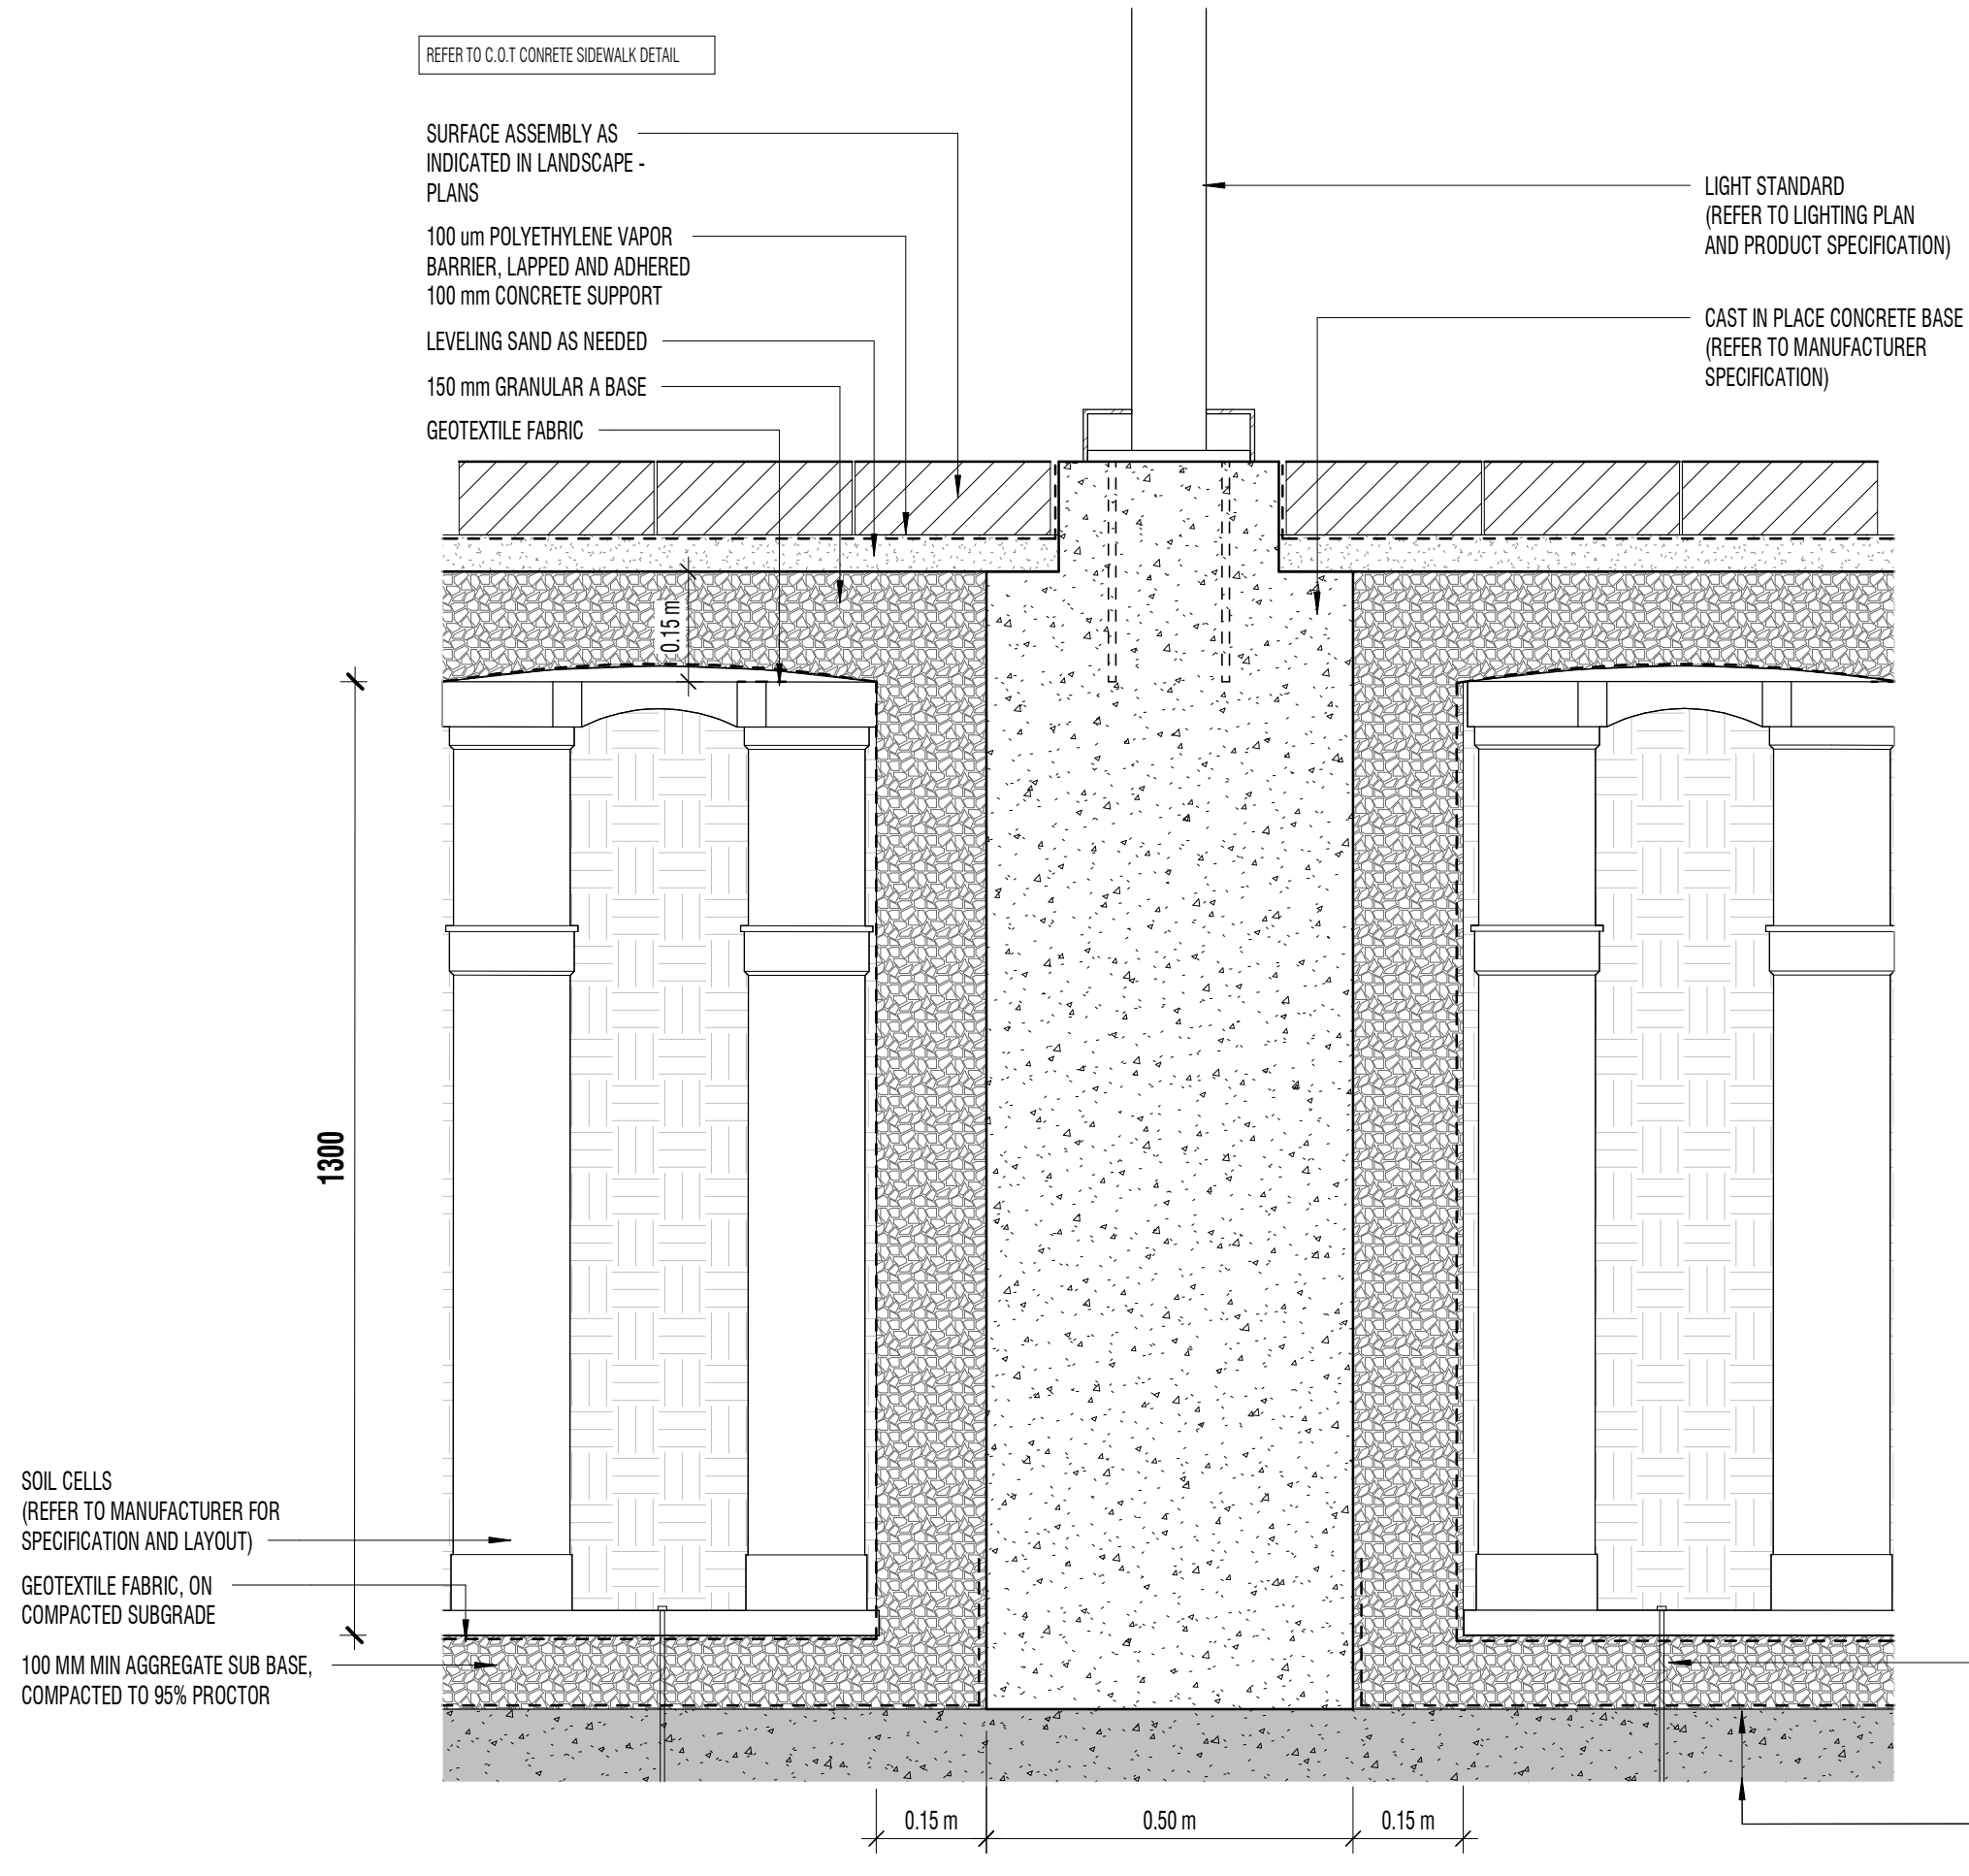 REFER TO C.O.T CONRETE SIDEWALK DETAIL
SURFACE ASSEMBLY AS
INDICATED IN LANDSCAPE -
PLANS
100 um POLYETHYLENE VAPOR
BARRIER, LAPPED AND ADHERED
100 mm CONCRETE SUPPORT
LEVELING SAND AS NEEDED
150 mm GRANULAR A BASE
GEOTEXTILE FABRIC
LIGHT STANDARD
(REFER TO LIGHTING PLAN
AND PRODUCT SPECIFICATION)
CAST IN PLACE CONCRETE BASE
(REFER TO MANUFACTURER
SPECIFICATION)
0.15 m
1300
SOIL CELLS
(REFER TO MANUFACTURER FOR
SPECIFICATION AND LAYOUT)
GEOTEXTILE FABRIC, ON
COMPACTED SUBGRADE
100 MM MIN AGGREGATE SUB BASE,
COMPACTED TO 95% PROCTOR
0.15 m
0.50 m
0.15 m